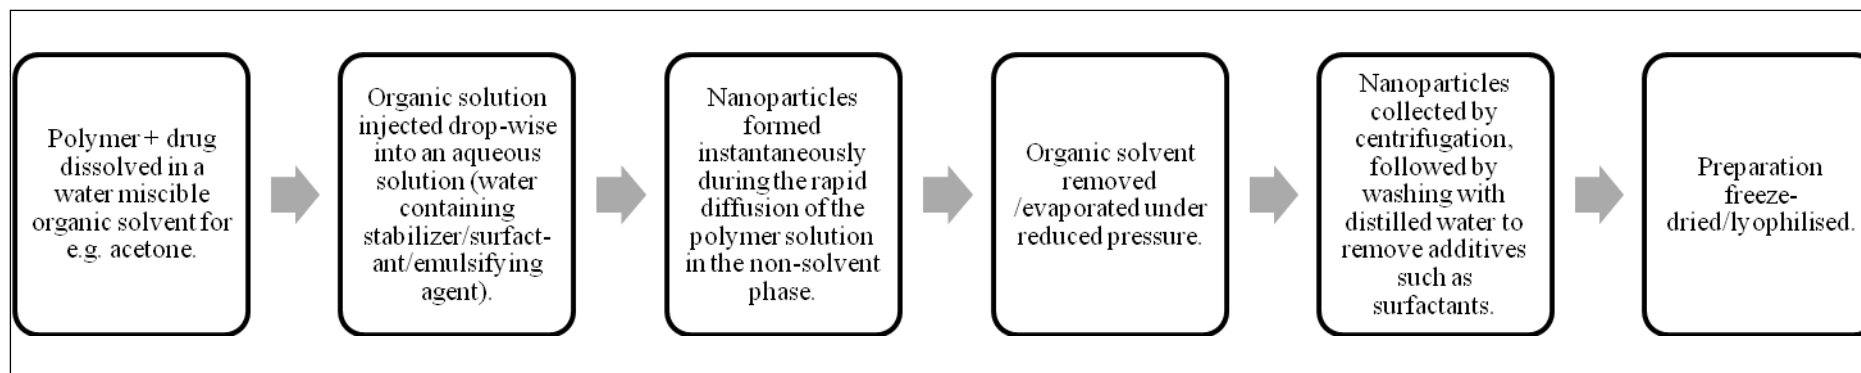 Polymer + drug
dissolved in a
water miscible
organic solvent for
e.g. acetone.
Organic solution
injected drop-wise
into an aqueous
solution (water
containing
stabilizer/surfact-
ant/emulsifying
agent).
Nanoparticles
formed
instantaneously
during the rapid
diffusion of the
polymer solution
in the non-solvent
phase.
Organic solvent
removed
/evaporated under
reduced pressure.
Nanoparticles
collected by
centrifugation,
followed by
washing with
distilled water to
remove additives
such as
surfactants.
Preparation
freeze-
dried/lyophilised.